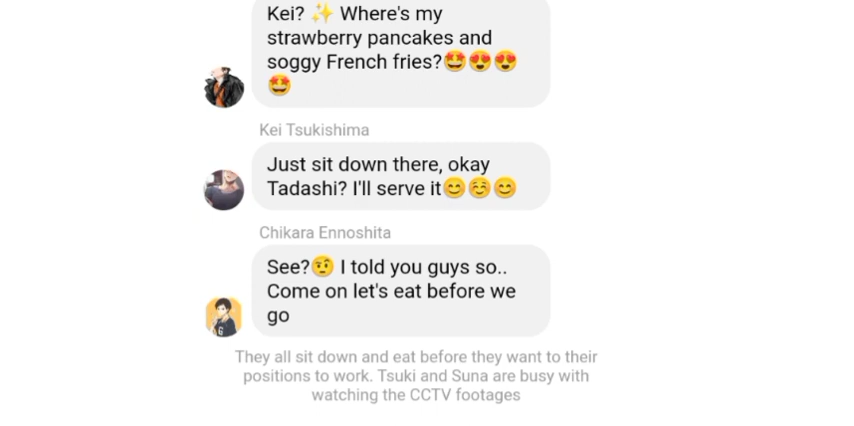 Kei? ✨ Where's my
strawberry pancakes and
soggy French fries?🤩😍😍
🤩
Kei Tsukishima
Just sit down there, okay
Tadashi? I'll serve it😊☺️😊
Chikara Ennoshita
See?🤨 I told you guys so..
Come on let's eat before we
go
They all sit down and eat before they want to their
positions to work. Tsuki and Suna are busy with
watching the CCTV footages